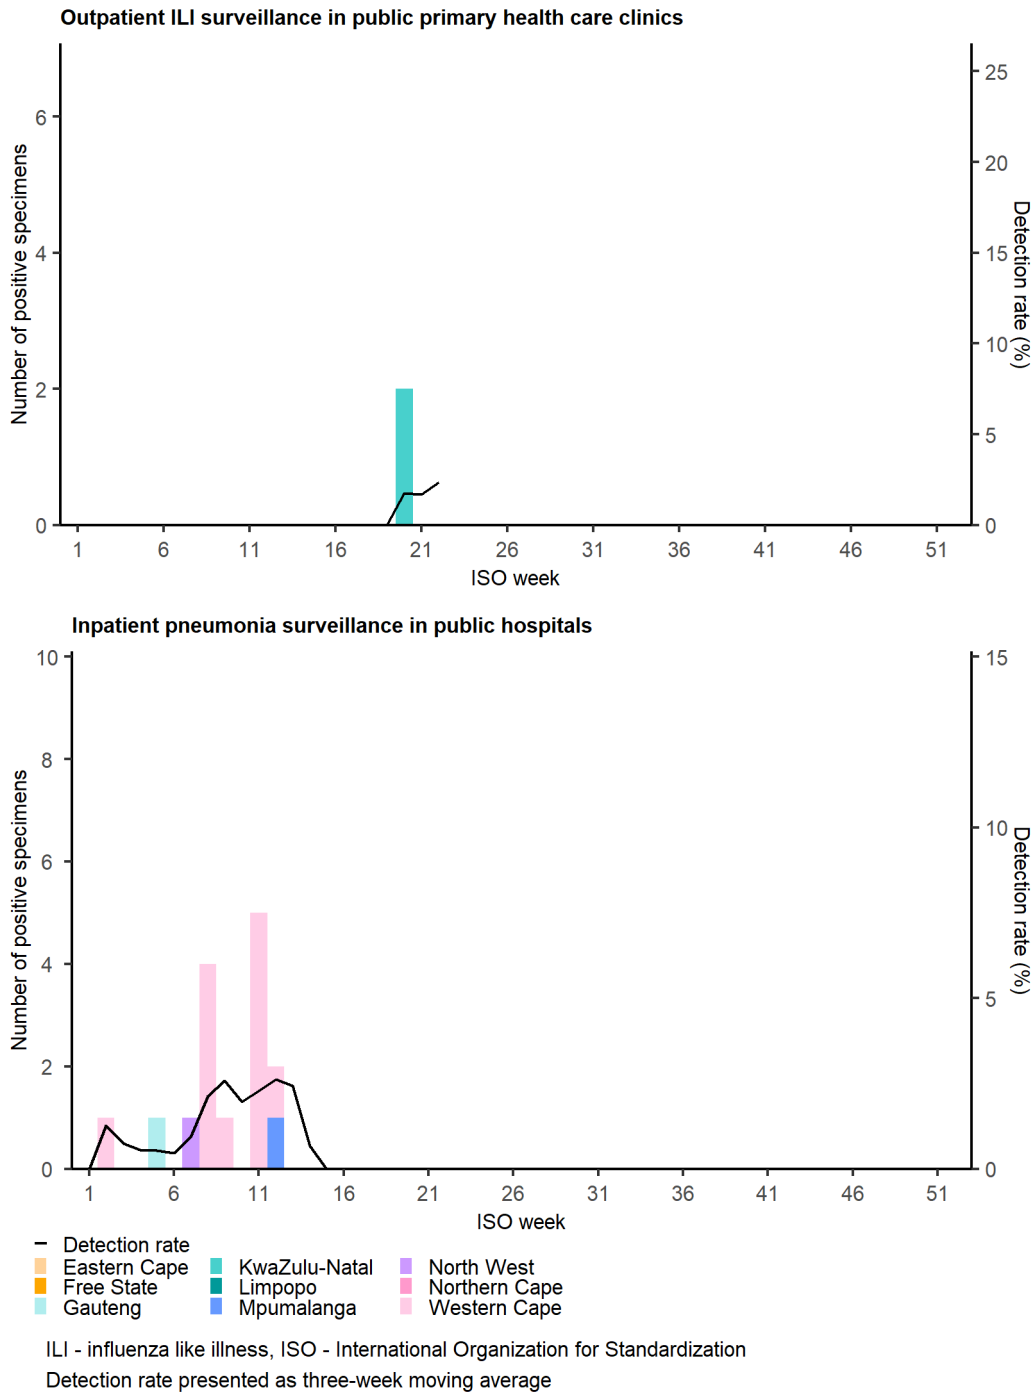 Outpatient ILI surveillance in public primary health care clinics
Number of positive specimens
6
4
2
0
25
20
15
10
5
0
Detection rate (%)
1 6 11 16 21 26 31 36 41 46 51
ISO week
Inpatient pneumonia surveillance in public hospitals
Number of positive specimens
10
8
6
4
2
0
15
10
5
0
Detection rate (%)
1 6 11 16 21 26 31 36 41 46 51
ISO week
Detection rate
Eastern Cape KwaZulu-Natal North West
Free State Limpopo Northern Cape
Gauteng Mpumalanga Western Cape
ILI - influenza like illness, ISO - International Organization for Standardization
Detection rate presented as three-week moving average